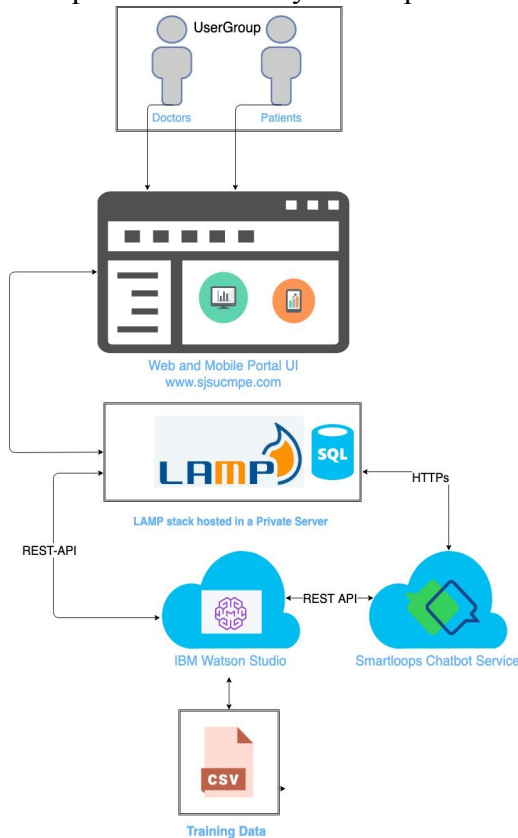 UserGroup
Doctors
Patients
Web and Mobile Portal UI
www.sjsucmpe.com
LAMP
SQL
LAMP stack hosted in a Private Server
HTTPs
REST-API
REST API
IBM Watson Studio
Smartloops Chatbot Service
CSV
Training Data